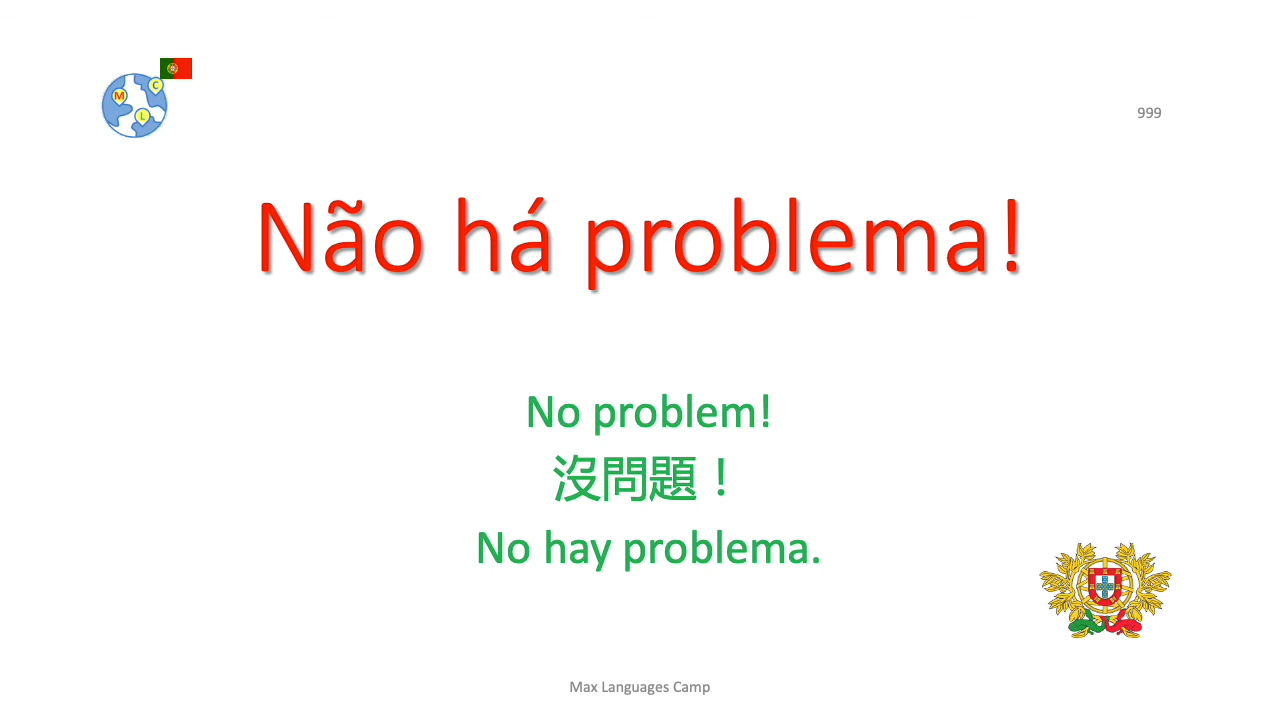 M C L
999
Não há problema!
No problem!
沒問題！
No hay problema.
Max Languages Camp